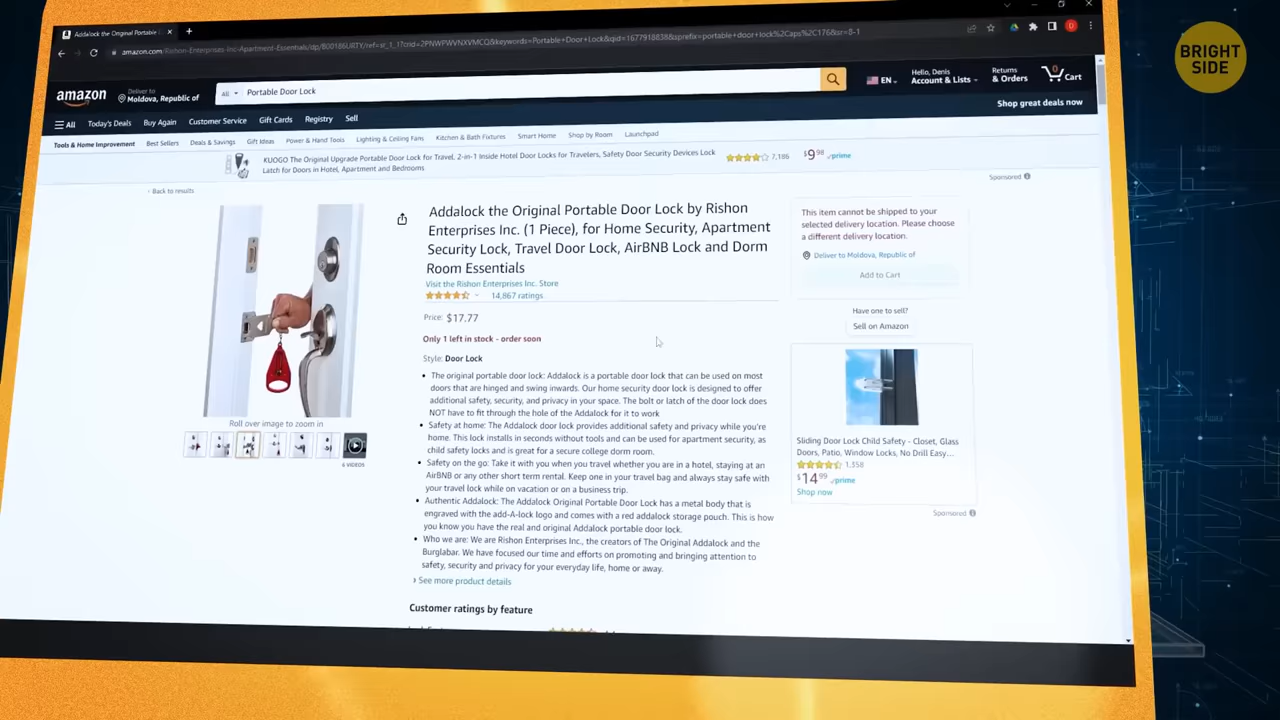 Addalock the Original Portable
BRIGHT
SIDE
amazon
Deliver to
Moldova, Republic of
All
Portable Door Lock
EN
Hello, Denis
Account & Lists
Returns
& Orders
0
Cart
All
Today's Deals
Buy Again
Customer Service
Gift Cards
Registry
Sell
Shop great deals now
Tools & Home Improvement
Best Sellers
Deals & Savings
Gift Ideas
Power & Hand Tools
Lighting & Ceiling Fans
Kitchen & Bath Fixtures
Smart Home
Shop by Room
Launchpad
KUOGO The Original Upgrade Portable Door Lock for Travel, 2-in-1 Inside Hotel Door Locks for Travelers, Safety Door Security Devices Lock
Latch for Doors in Hotel, Apartment and Bedrooms
7,186
$9.98 prime
Sponsored
‹ Back to results
Addalock the Original Portable Door Lock by Rishon
Enterprises Inc. (1 Piece), for Home Security, Apartment
Security Lock, Travel Door Lock, AirBNB Lock and Dorm
Room Essentials
Visit the Rishon Enterprises Inc. Store
14,867 ratings
Price: $17.77
Only 1 left in stock - order soon
Style: Door Lock
• The original portable door lock: Addalock is a portable door lock that can be used on most
doors that are hinged and swing inwards. Our home security door lock is designed to offer
additional safety, security, and privacy in your space. The bolt or latch of the door lock does
NOT have to fit through the hole of the Addalock for it to work
• Safety at home: The Addalock door lock provides additional safety and privacy while you're
home. This lock installs in seconds without tools and can be used for apartment security, as
child safety locks and is great for a secure college dorm room.
• Safety on the go: Take it with you when you travel whether you are in a hotel, staying at an
AirBNB or any other short term rental. Keep one in your travel bag and always stay safe with
your travel lock while on vacation or on a business trip.
• Authentic Addalock: The Addalock Original Portable Door Lock has a metal body that is
engraved with the add-A-lock logo and comes with a red addalock storage pouch. This is how
you know you have the real and original Addalock portable door lock.
• Who we are: We are Rishon Enterprises Inc., the creators of The Original Addalock and the
Burglabar. We have focused our time and efforts on promoting and bringing attention to
safety, security and privacy for your everyday life, home or away.
› See more product details
Customer ratings by feature
Roll over image to zoom in
6 VIDEOS
This item cannot be shipped to your
selected delivery location. Please choose
a different delivery location.
Deliver to Moldova, Republic of
Add to Cart
Have one to sell?
Sell on Amazon
Sliding Door Lock Child Safety - Closet, Glass
Doors, Patio, Window Locks, No Drill Easy...
1,358
$14.99 prime
Shop now
Sponsored